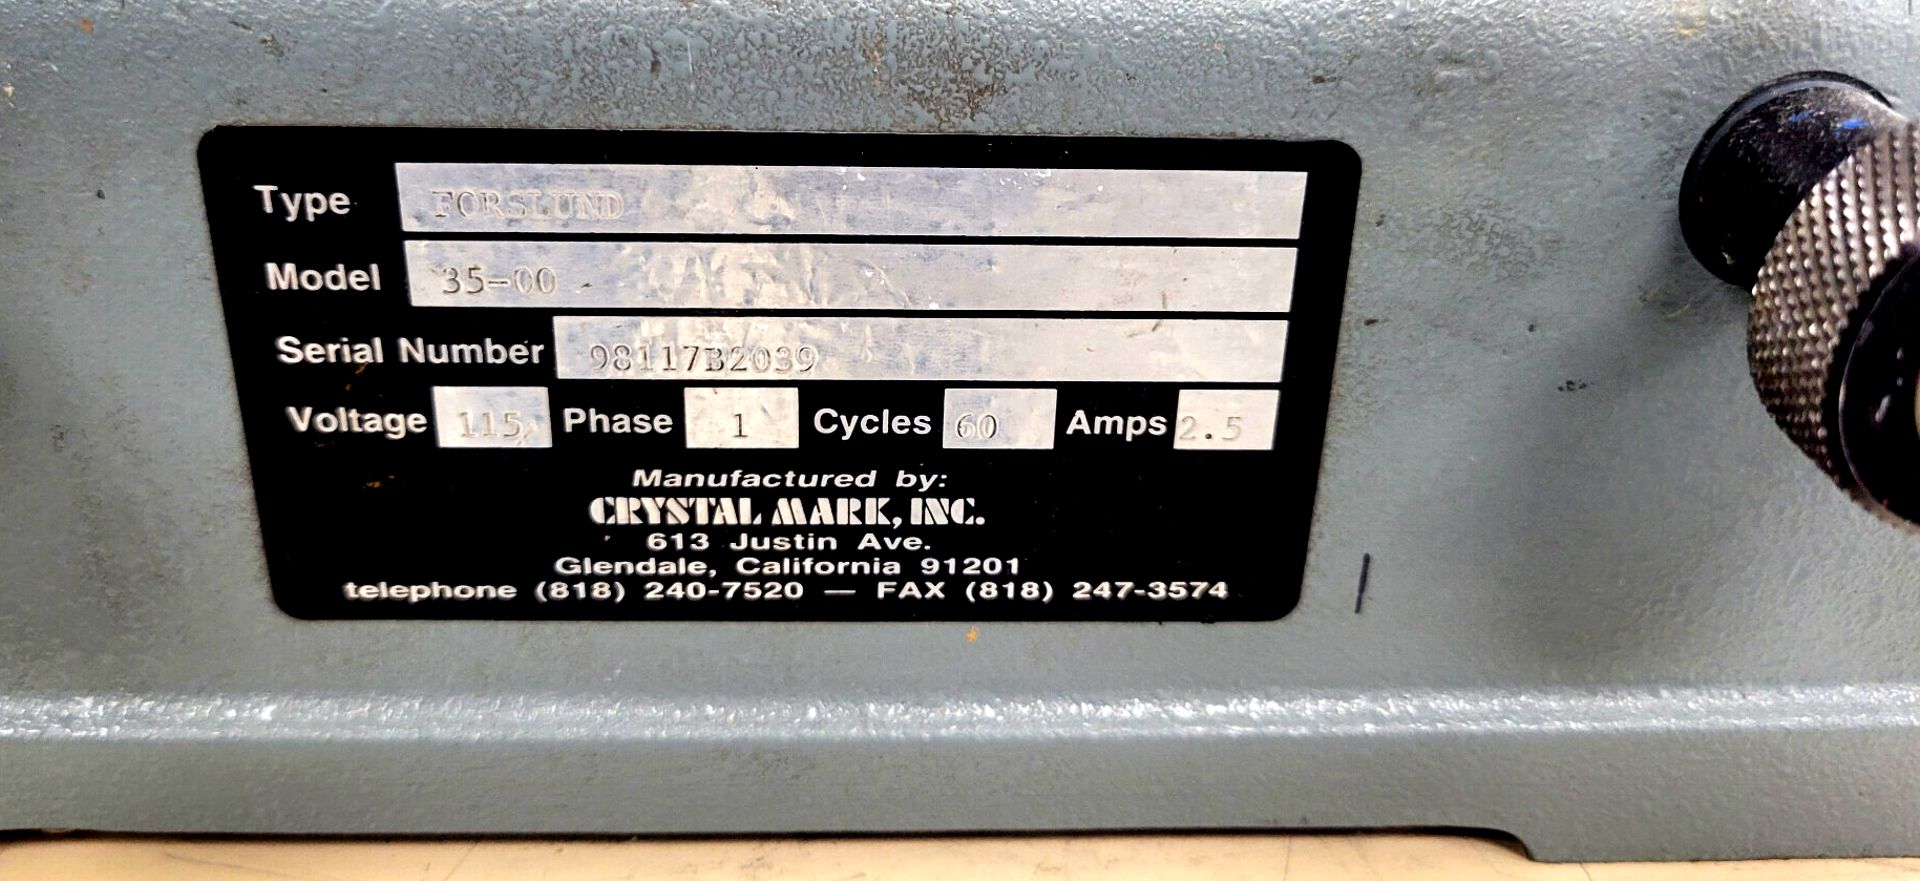 Type FORSLUND
Model 35-00
Serial Number 98117B2039
Voltage 115 Phase 1 Cycles 60 Amps 2.5
Manufactured by:
CRYSTAL MARK, INC.
613 Justin Ave.
Glendale, California 91201
telephone (818) 240-7520 — FAX (818) 247-3574